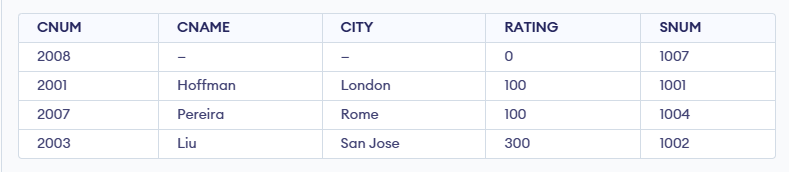 CNUM CNAME CITY RATING SNUM
2008 – – 0 1007
2001 Hoffman London 100 1001
2007 Pereira Rome 100 1004
2003 Liu San Jose 300 1002